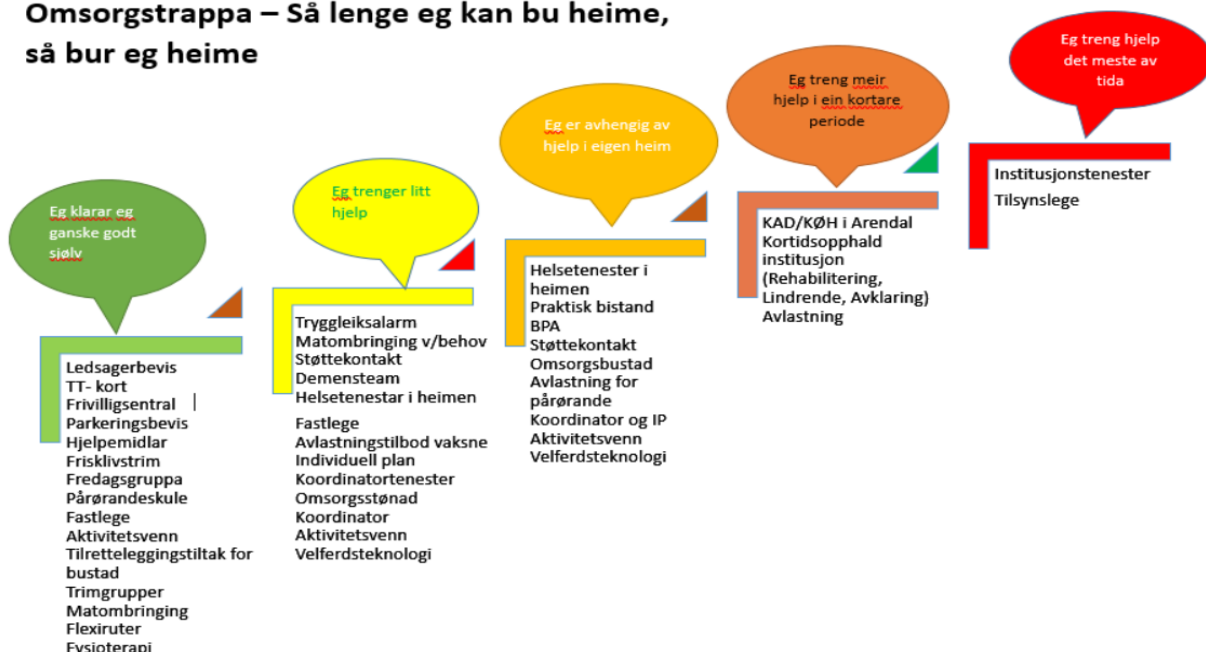 Omsorgstrappa – Så lenge eg kan bu heime,
så bur eg heime
Eg klarar eg
ganske godt
sjølv
Ledsagerbevis
TT- kort
Frivilligsentral
Parkeringsbevis
Hjelpemidlar
Frisklivstrim
Fredagsgruppa
Pårørandeskule
Fastlege
Aktivitetsvenn
Tilretteleggingstiltak for
bustad
Trimgrupper
Matombringing
Flexiruter
Fysioterapi
Eg trenger litt
hjelp
Tryggleiksalarm
Matombringing v/behov
Støttekontakt
Demensteam
Helsetenestar i heimen
Fastlege
Avlastningstilbod vaksne
Individuell plan
Koordinatortenester
Omsorgsstønad
Koordinator
Aktivitetsvenn
Velferdsteknologi
Eg er avhengig av
hjelp i eigen heim
Helsetenester i
heimen
Praktisk bistand
BPA
Støttekontakt
Omsorgsbustad
Avlastning for
pårørande
Koordinator og IP
Aktivitetsvenn
Velferdsteknologi
Eg treng meir
hjelp i ein kortare
periode
KAD/KØH i Arendal
Kortidsopphald
institusjon
(Rehabilitering,
Lindrende, Avklaring)
Avlastning
Eg treng hjelp
det meste av
tida
Institusjonstenester
Tilsynslege